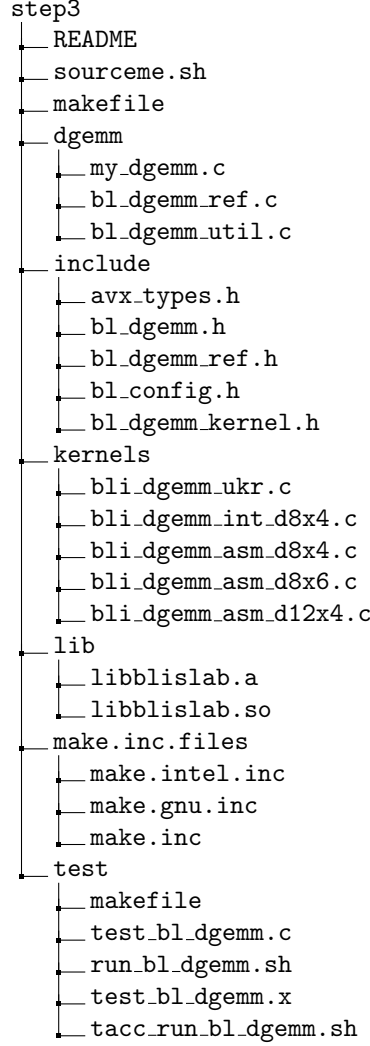 step3
README
sourceme.sh
makefile
dgemm
my_dgemm.c
bl_dgemm_ref.c
bl_dgemm_util.c
include
avx_types.h
bl_dgemm.h
bl_dgemm_ref.h
bl_config.h
bl_dgemm_kernel.h
kernels
bli_dgemm_ukr.c
bli_dgemm_int_d8x4.c
bli_dgemm_asm_d8x4.c
bli_dgemm_asm_d8x6.c
bli_dgemm_asm_d12x4.c
lib
libblislab.a
libblislab.so
make.inc.files
make.intel.inc
make.gnu.inc
make.inc
test
makefile
test_bl_dgemm.c
run_bl_dgemm.sh
test_bl_dgemm.x
tacc_run_bl_dgemm.sh